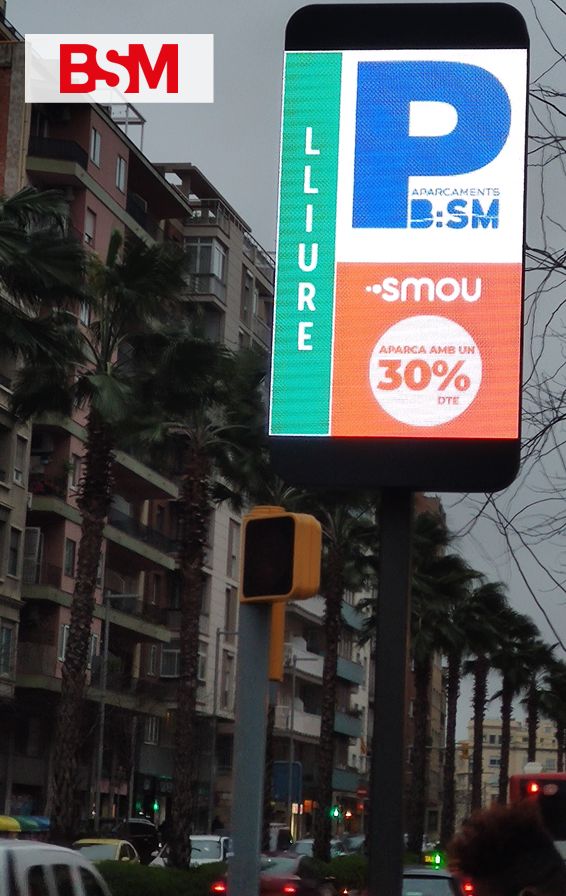 BSM
LLIURE
P
APARCAMENTS
B:SM
smou
APARCA AMB UN
30%
DTE